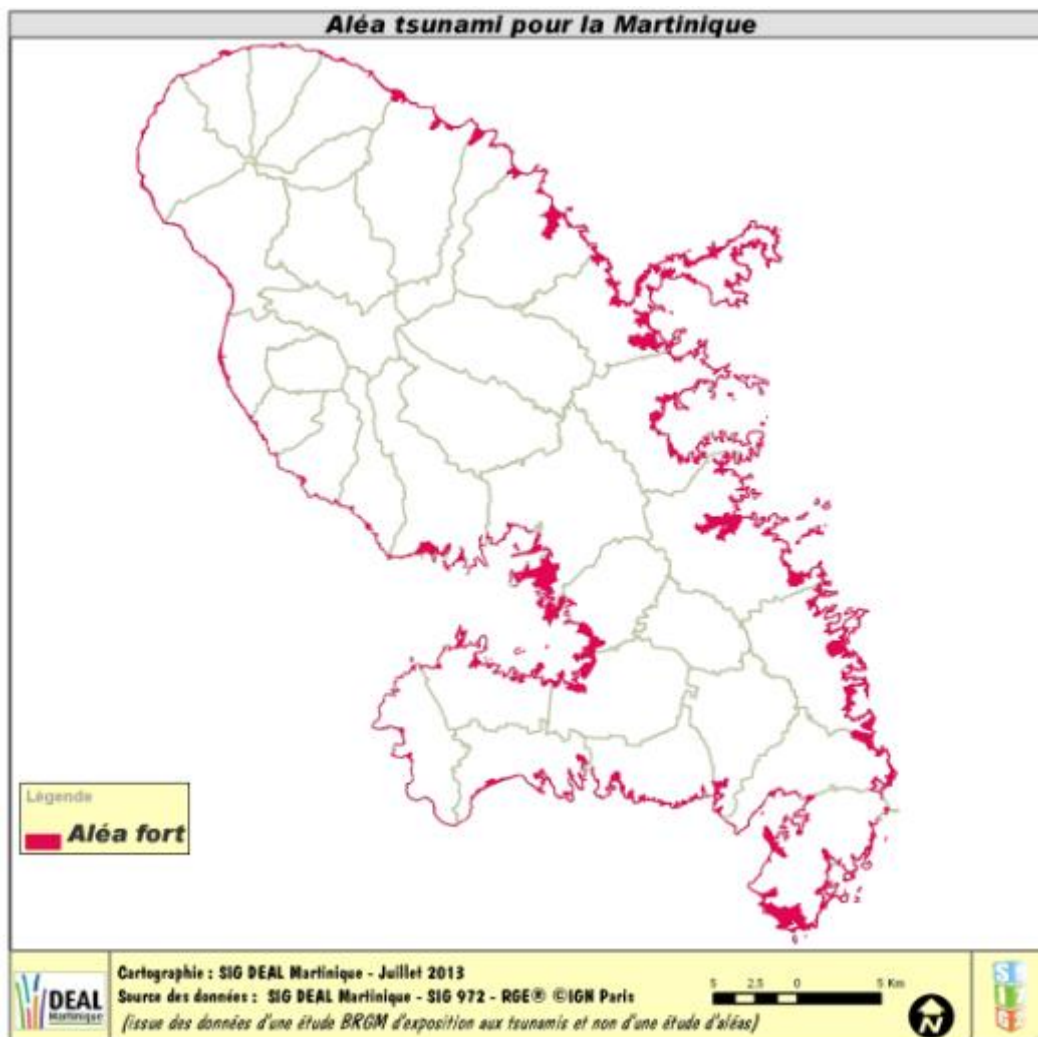 Aléa tsunami pour la Martinique
Légende
Aléa fort
DEAL
Martinique
Cartographie : SIG DEAL Martinique - Juillet 2013
Source des données : SIG DEAL Martinique - SIG 972 - RGE® ©IGN Paris
(issue des données d'une étude BRGM d'exposition aux tsunamis et non d'une étude d'aléas)
5 2,5 0 5 Km
N